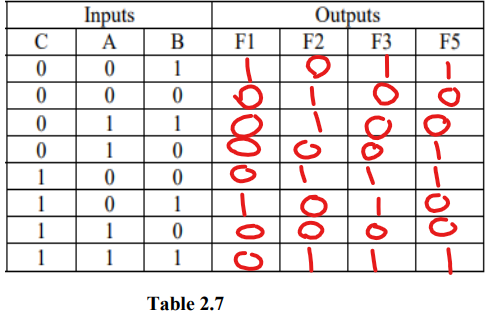 Inputs Outputs
C A B F1 F2 F3 F5
0 0 1 1 0 1 1
0 0 0 0 1 0 0
0 1 1 0 1 0 0
0 1 0 0 0 0 1
1 0 0 0 1 1 1
1 0 1 1 0 1 0
1 1 0 0 0 0 0
1 1 1 0 1 1 1
Table 2.7